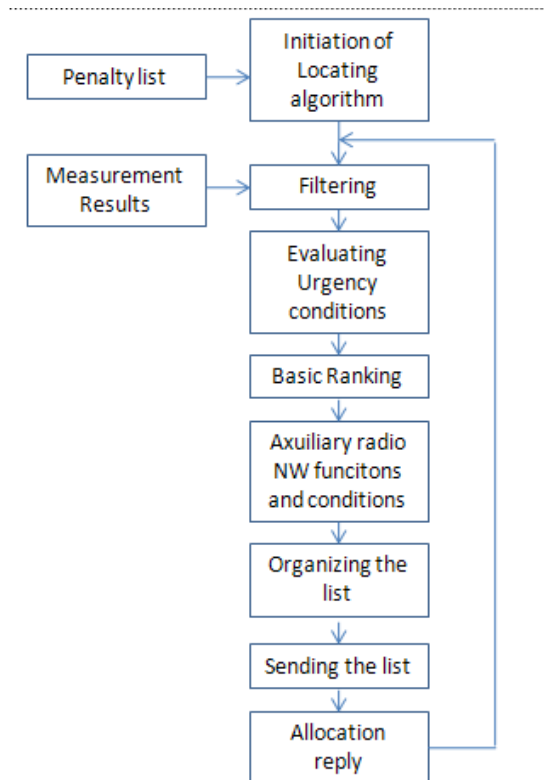 Initiation of
Locating
algorithm
Penalty list
Measurement
Results
Filtering
Evaluating
Urgency
conditions
Basic Ranking
Axuiliary radio
NW funcitons
and conditions
Organizing the
list
Sending the list
Allocation
reply